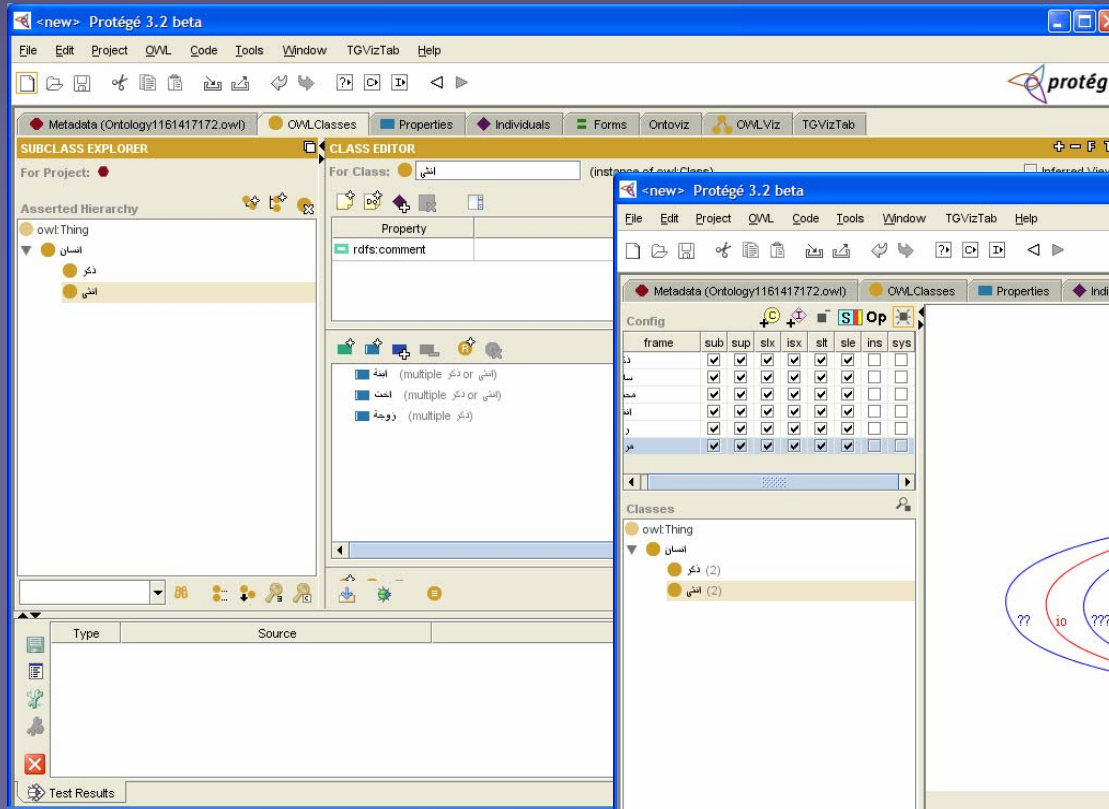 <new> Protégé 3.2 beta
File Edit Project OWL Code Tools Window TGVizTab Help
protég
Metadata (Ontology1161417172.owl) OWLClasses Properties Individuals Forms Ontoviz OWLViz TGVizTab
SUBCLASS EXPLORER
For Project:
Asserted Hierarchy
owl:Thing
انسان
ذكر
انثى
CLASS EDITOR
For Class: انثى (instance of owl:Class) Inferred View
Property
rdfs:comment
ابنة (multiple ذكر or انثى)
اخت (multiple ذكر or انثى)
زوجة (multiple ذكر)
Type Source
Test Results
<new> Protégé 3.2 beta
File Edit Project OWL Code Tools Window TGVizTab Help
Metadata (Ontology1161417172.owl) OWLClasses Properties Indi
Config
C I S Op
frame sub sup slx isx slt sle ins sys
Classes
owl:Thing
انسان
ذكر (2)
انثى (2)
?? io ???